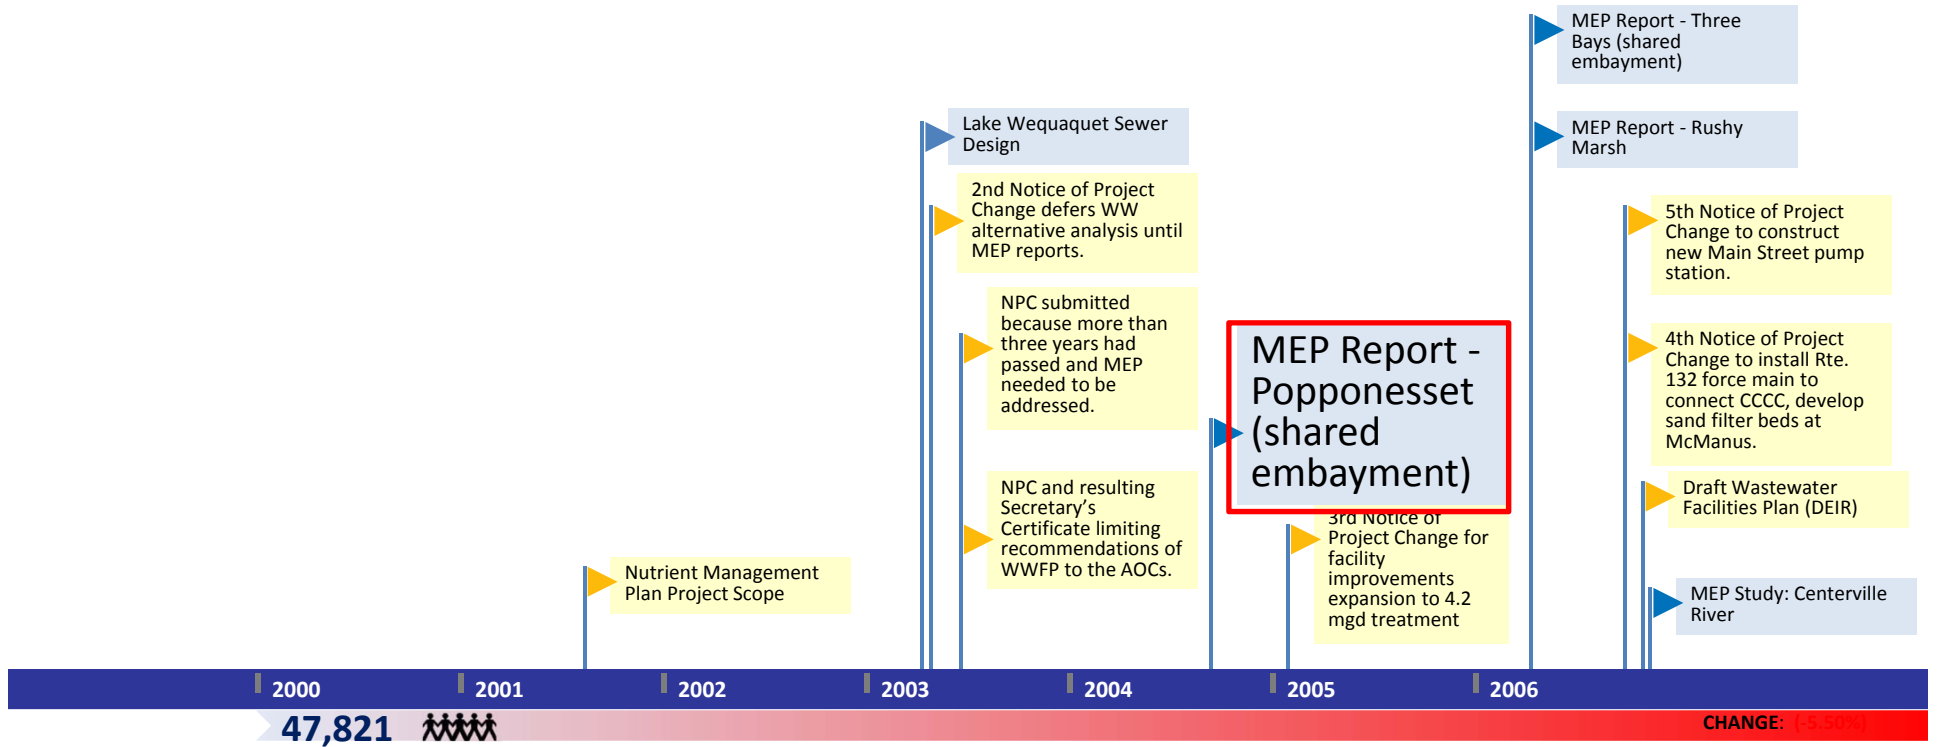 MEP Report - Three
Bays (shared
embayment)
Lake Wequaquet Sewer
Design
MEP Report - Rushy
Marsh
2nd Notice of Project
Change defers WW
alternative analysis until
MEP reports.
5th Notice of Project
Change to construct
new Main Street pump
station.
NPC submitted
because more than
three years had
passed and MEP
needed to be
addressed.
MEP Report -
Popponesset
(shared
embayment)
4th Notice of Project
Change to install Rte.
132 force main to
connect CCCC, develop
sand filter beds at
McManus.
NPC and resulting
Secretary’s
Certificate limiting
recommendations of
WWFP to the AOCs.
3rd Notice of
Project Change for
facility
improvements
expansion to 4.2
mgd treatment
Draft Wastewater
Facilities Plan (DEIR)
Nutrient Management
Plan Project Scope
MEP Study: Centerville
River
2000 2001 2002 2003 2004 2005 2006
47,821 CHANGE: (-5.50%)